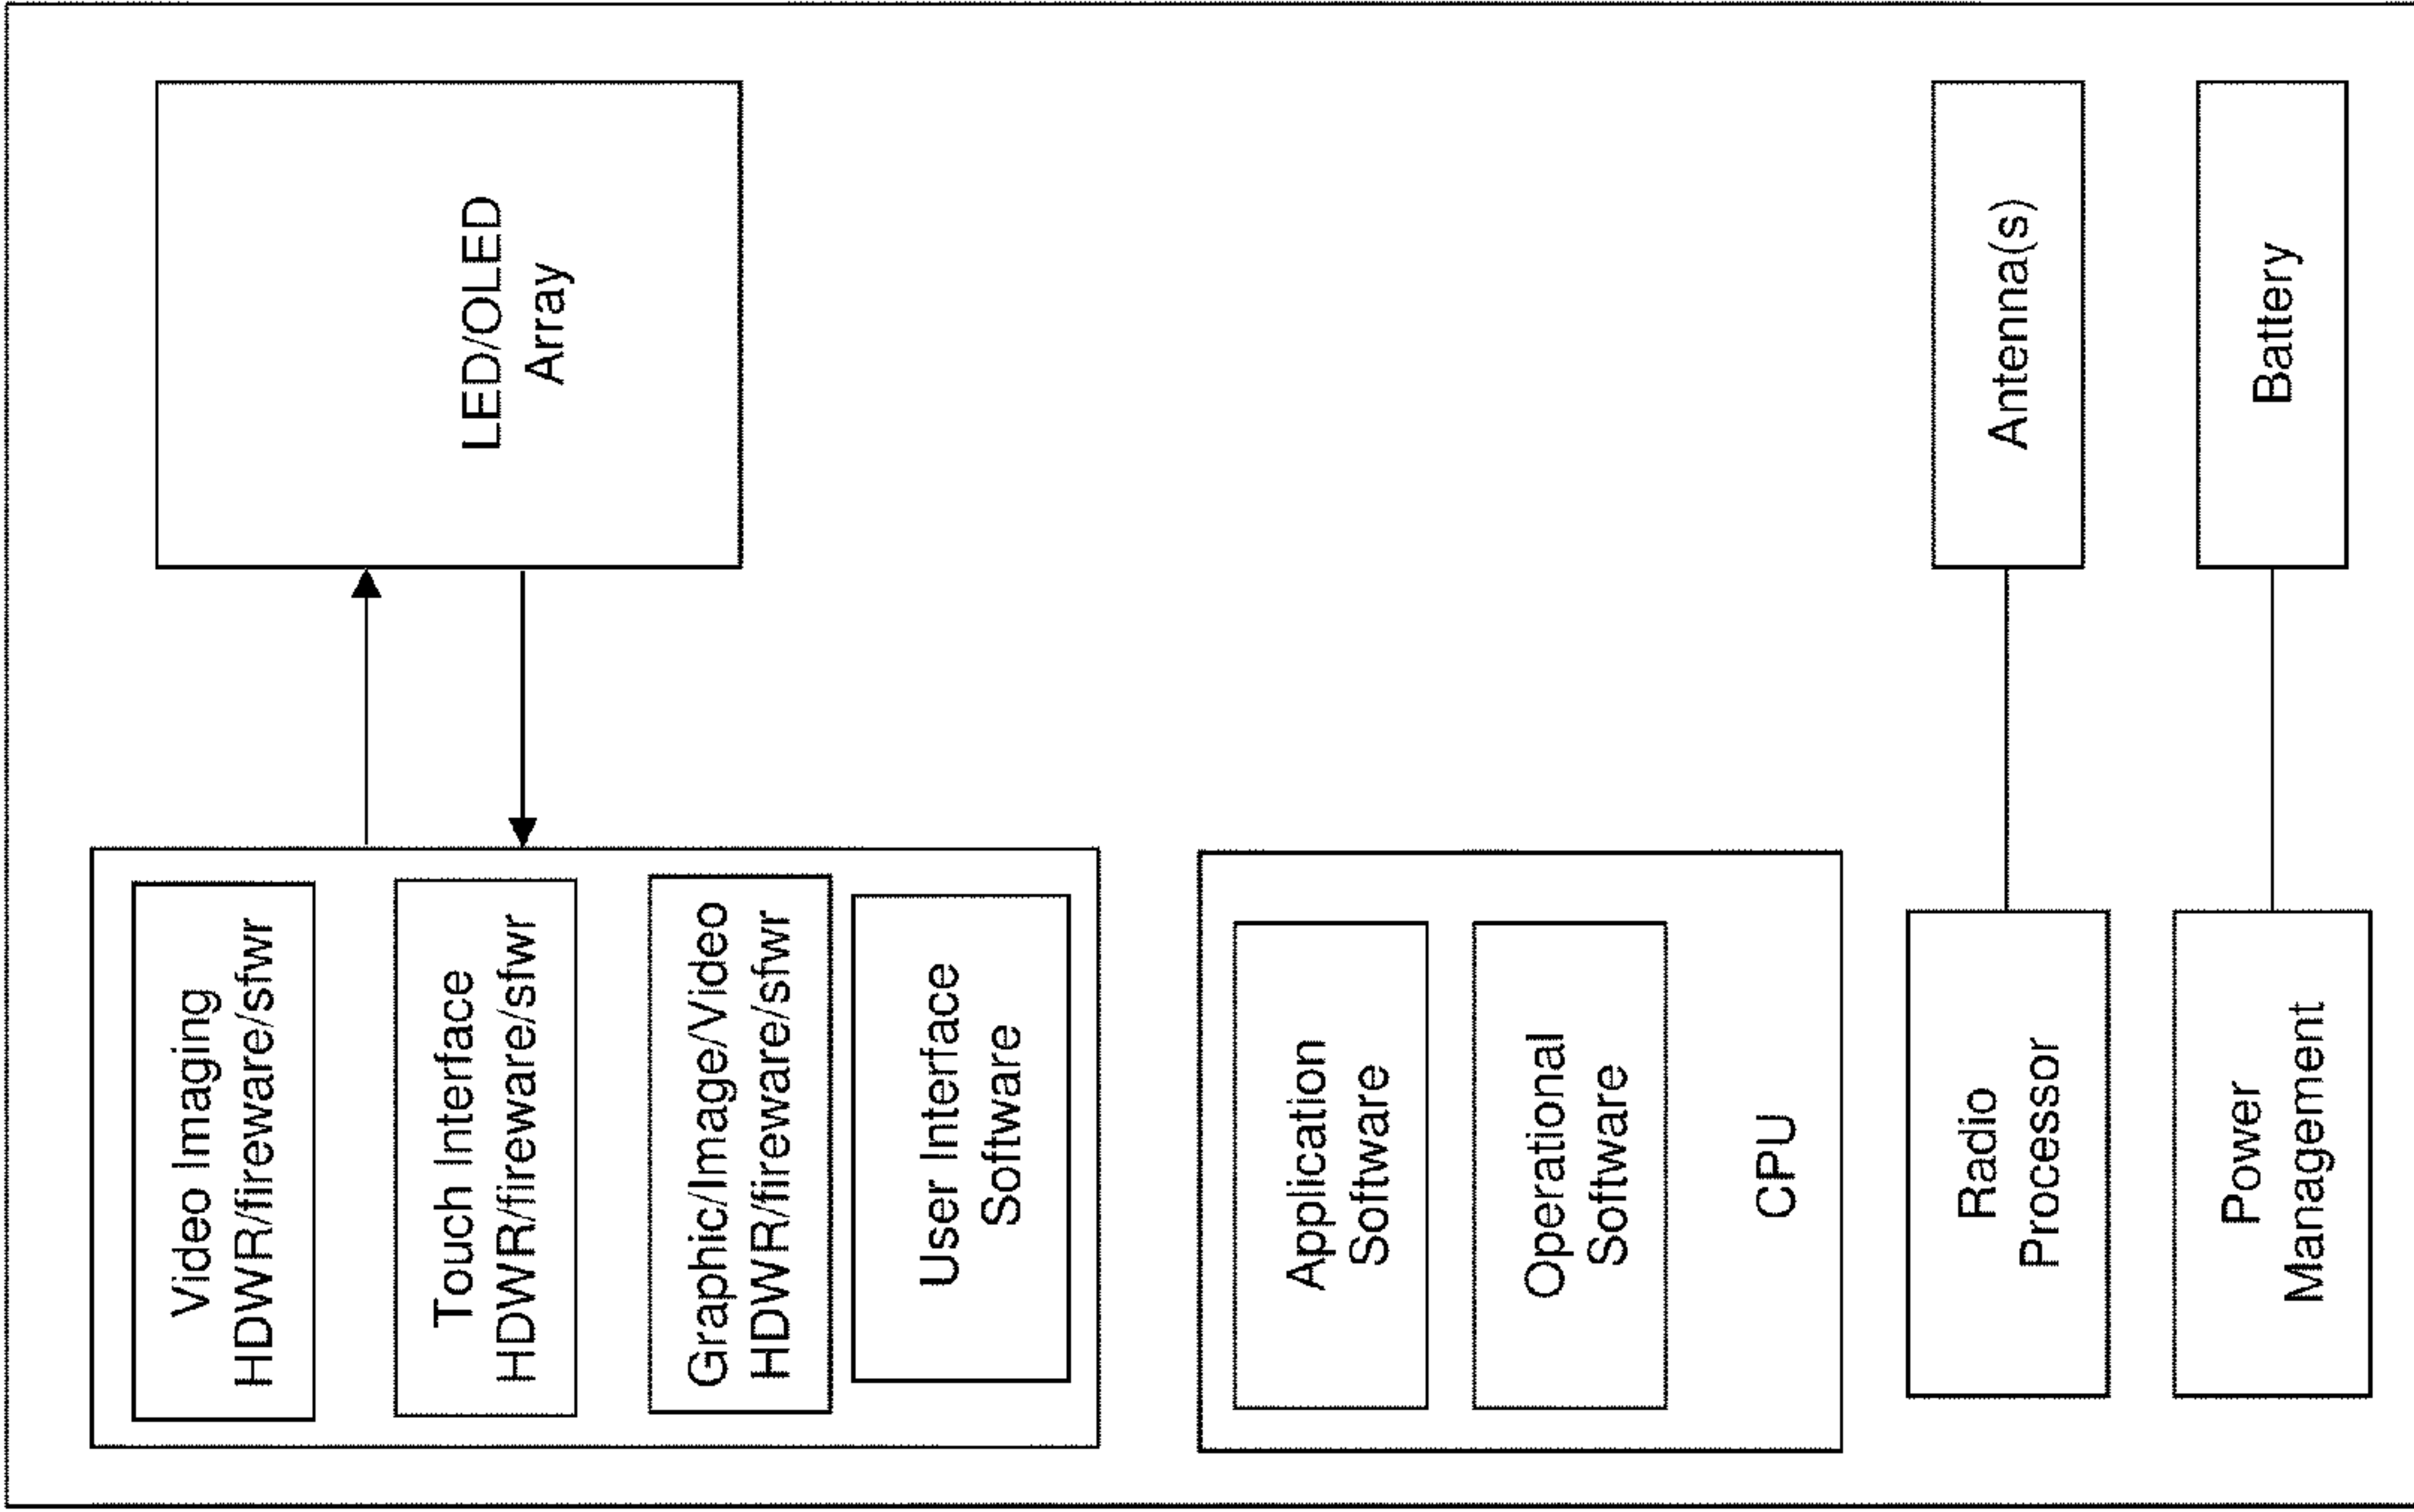 Video Imaging
HDWR/fireware/sfwr
Touch Interface
HDWR/fireware/sfwr
Graphic/Image/Video
HDWR/fireware/sfwr
User Interface
Software
LED/OLED
Array
Application
Software
Operational
Software
CPU
Radio
Processor
Antenna(s)
Power
Management
Battery